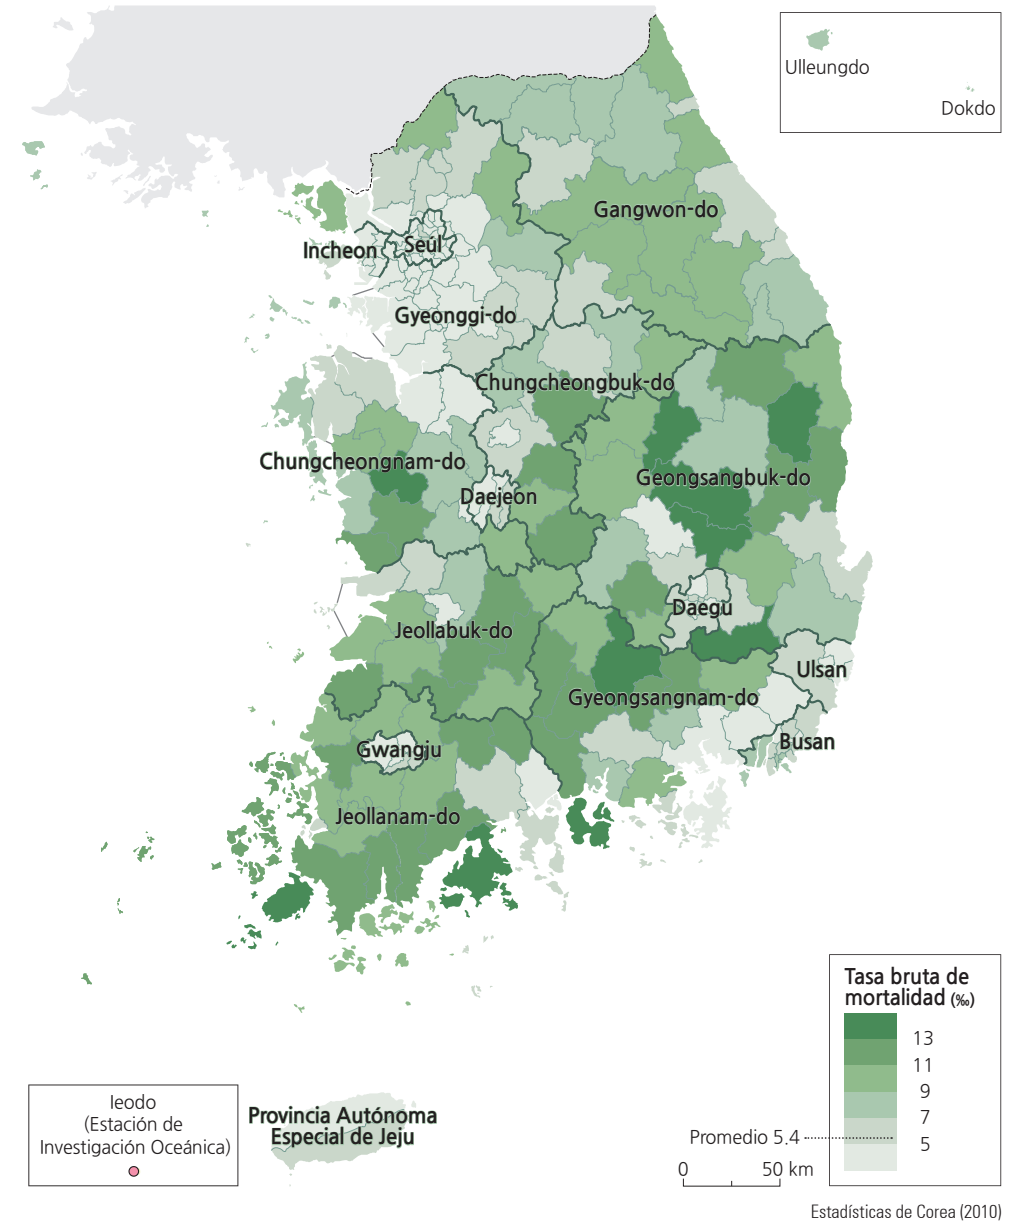 Ulleungdo
Dokdo
Gangwon-do
Incheon
Seúl
Gyeonggi-do
Chungcheongbuk-do
Chungcheongnam-do
Geongsangbuk-do
Daejeon
Daegu
Jeollabuk-do
Ulsan
Gyeongsangnam-do
Busan
Gwangju
Jeollanam-do
Tasa bruta de
mortalidad (‰)
13
11
9
7
Promedio 5.4
5
0 50 km
Ieodo
(Estación de
Investigación Oceánica)
Provincia Autónoma
Especial de Jeju
Estadísticas de Corea (2010)